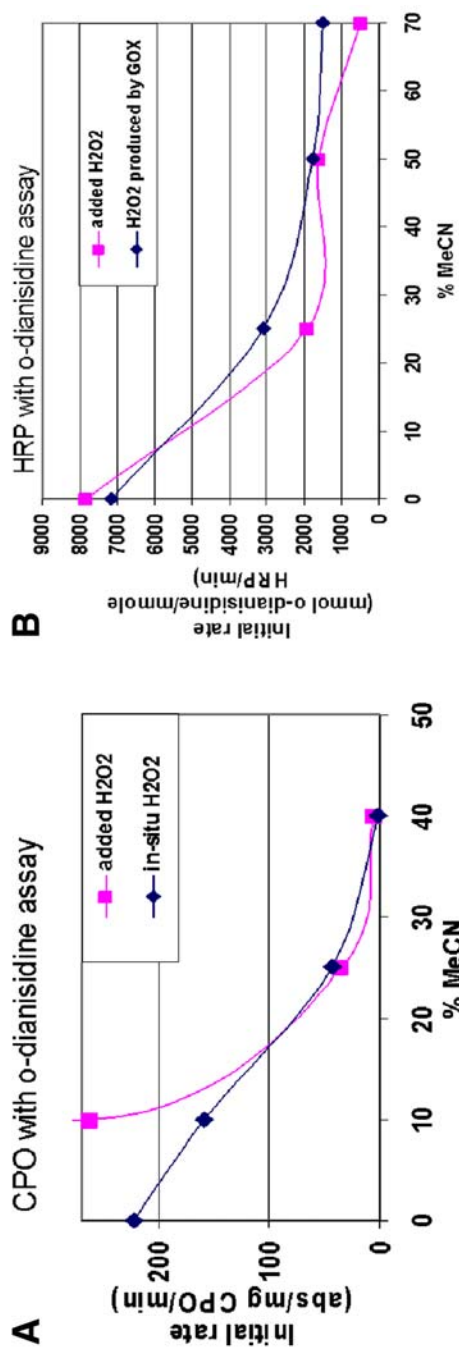 A
CPO with o-dianisidine assay
Initial rate
(abs/mg CPO/min)
200
100
0
added H2O2
in-situ H2O2
0
10
20
30
40
50
% MeCN
B
HRP with o-dianisidine assay
Initial rate
(mmol o-dianisidine/mmole
HRP/min)
9000
8000
7000
6000
5000
4000
3000
2000
1000
0
added H2O2
H2O2 produced by GOX
0
10
20
30
40
50
60
70
% MeCN